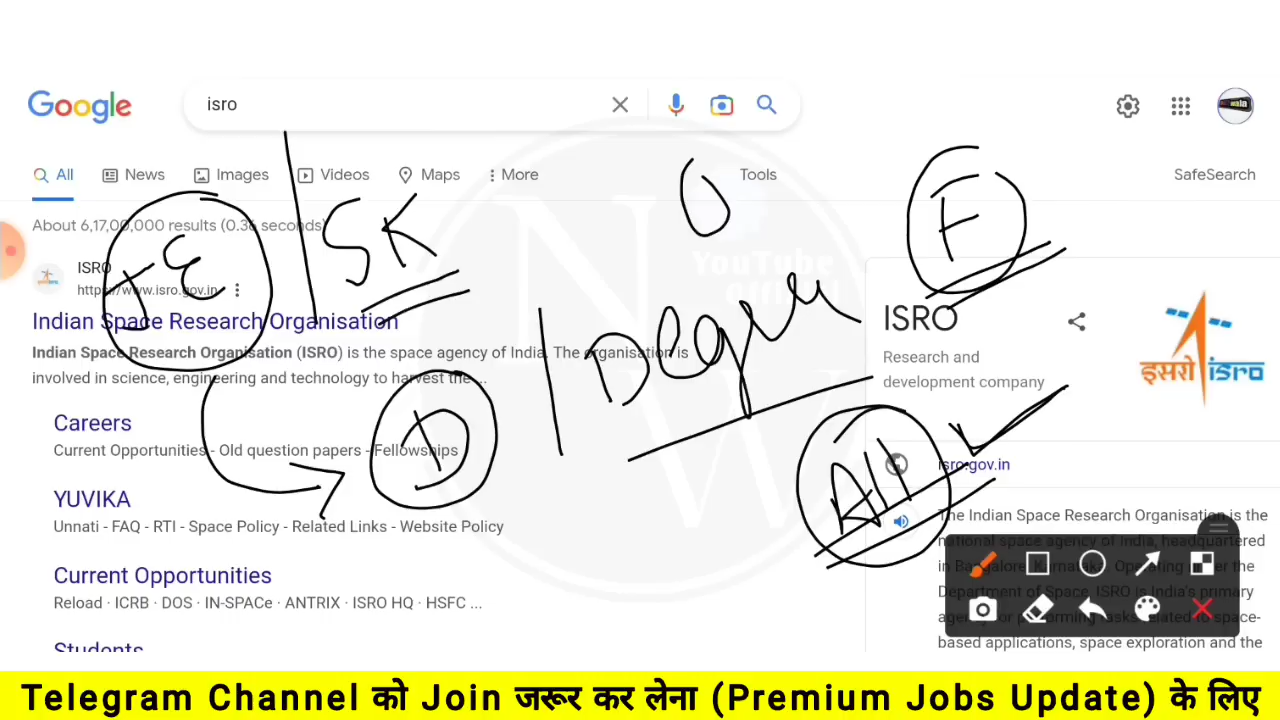 Google
isro
All News Images Videos Maps More Tools SafeSearch
About 6,17,00,000 results (0.36 seconds)
JE SK O F
ISRO
https://www.isro.gov.in
Indian Space Research Organisation
Indian Space Research Organisation (ISRO) is the space agency of India. The organisation is
involved in science, engineering and technology to harvest the ...
Careers
Current Opportunities - Old question papers - Fellowships
YUVIKA
Unnati · FAQ · RTI · Space Policy · Related Links · Website Policy
Current Opportunities
Reload · ICRB · DOS · IN-SPACe · ANTRIX · ISRO HQ · HSFC ...
Students
D Degree
All
N W
YouTube
Official
ISRO
Research and
development company
इसरो isro
isro.gov.in
The Indian Space Research Organisation is the
national space agency of India, headquartered
in Bangalore, Karnataka. Operating under the
Department of Space, ISRO is India's primary
agency for performing tasks related to space-
based applications, space exploration and the
Telegram Channel को Join जरूर कर लेना (Premium Jobs Update) के लिए